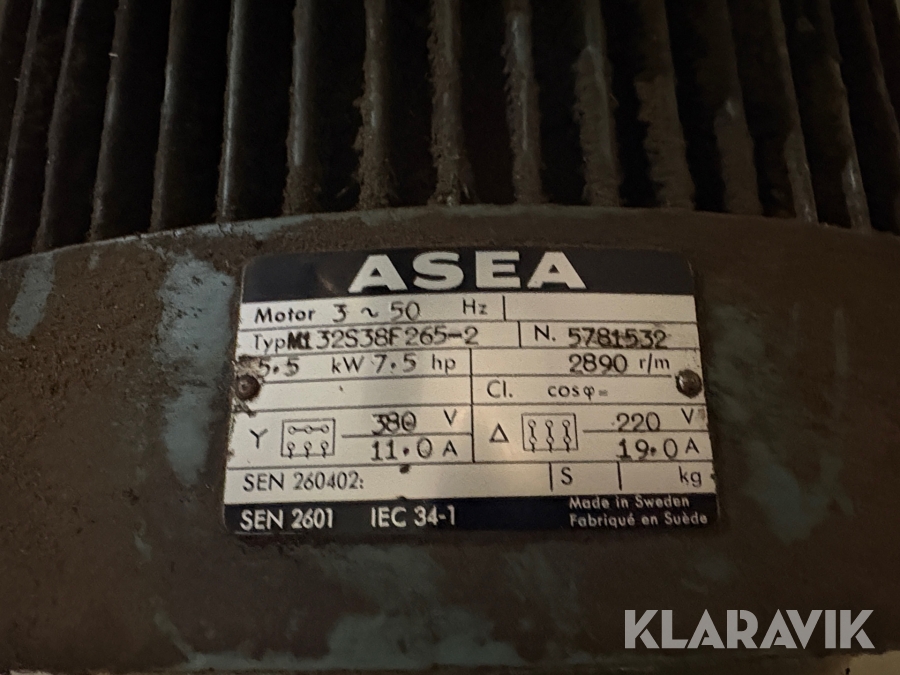 ASEA
Motor 3 ~ 50 Hz
Typ M132S38F265-2 N. 5781532
5.5 kW 7.5 hp 2890 r/m
Cl. cosφ=
Y 380 V Δ 220 V
11.0 A 19.0 A
SEN 260402: S kg
SEN 2601 IEC 34-1 Made in Sweden
Fabriqué en Suède
KLARAVIK